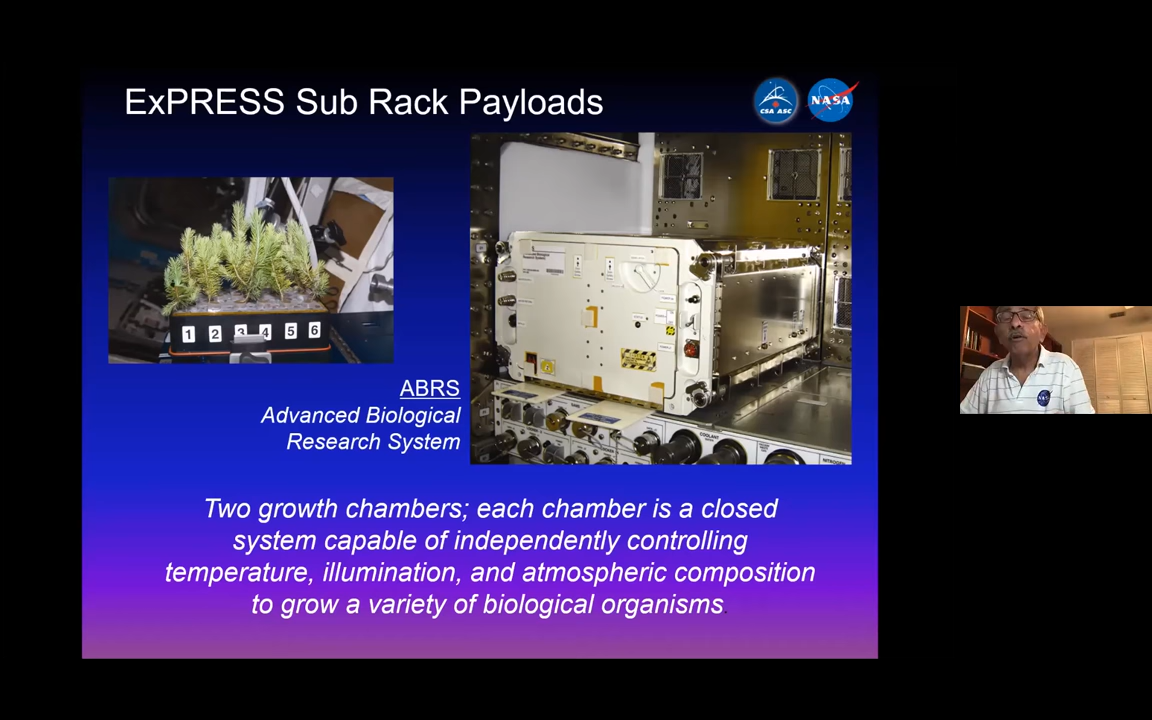 ExPRESS Sub Rack Payloads
CSA ASC
NASA
1 2 3 4 5 6
ABRS
Advanced Biological
Research System
COOLANT
NITROGEN
Two growth chambers; each chamber is a closed
system capable of independently controlling
temperature, illumination, and atmospheric composition
to grow a variety of biological organisms.